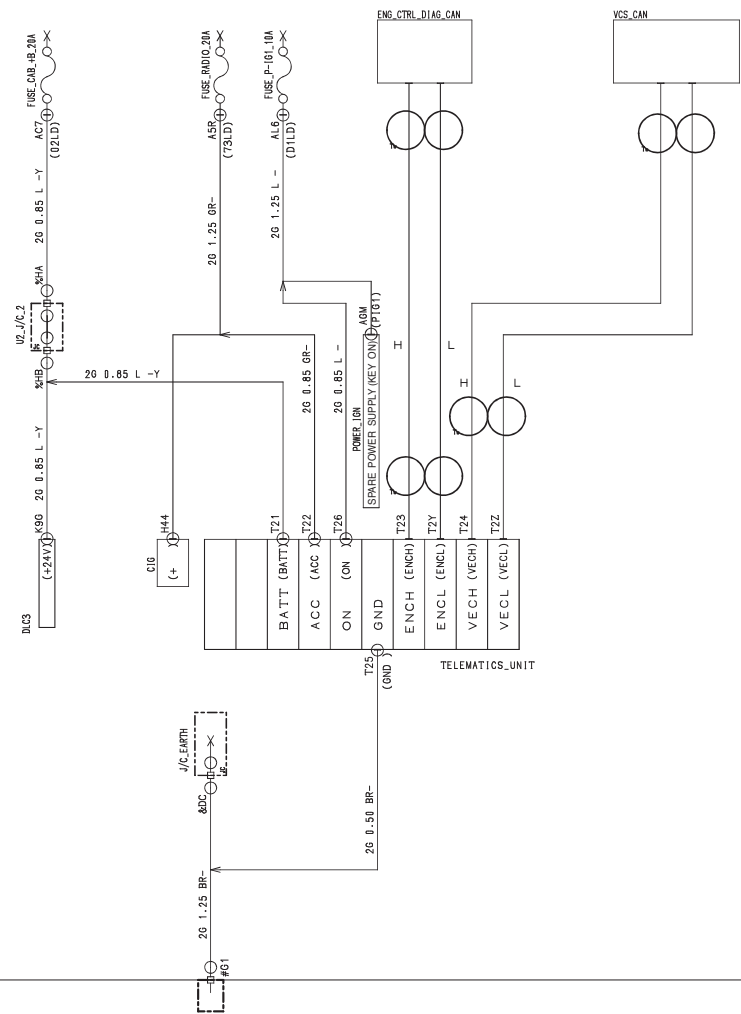 ENG_CTRL_DIAG_CAN
VCS_CAN
FUSE_CAB_+B_20A
FUSE_RADIO_20A
FUSE_P-IG1_10A
AC7
(02LD)
A5R
(73LD)
AL6
(D1LD)
2G 0.85 L -Y
2G 1.25 GR-
2G 1.25 L -
%HA
U2_J/C_2
JC
%HB
2G 0.85 L -Y
AGM
(PIG1)
H
L
H
L
2G 0.85 GR-
2G 0.85 L -
POWER_IGN
SPARE POWER SUPPLY (KEY ON)
2G 0.85 L -Y
K9G
(+24V)
DLC3
H44
CIG
(+
T21
T22
T26
T23
T2Y
T24
T2Z
BATT (BATT)
ACC (ACC)
ON (ON
GND
ENCH (ENCH)
ENCL (ENCL)
VECH (VECH)
VECL (VECL)
TELEMATICS_UNIT
T25
(GND )
J/C_EARTH
JC
&DC
2G 0.50 BR-
2G 1.25 BR-
#G1